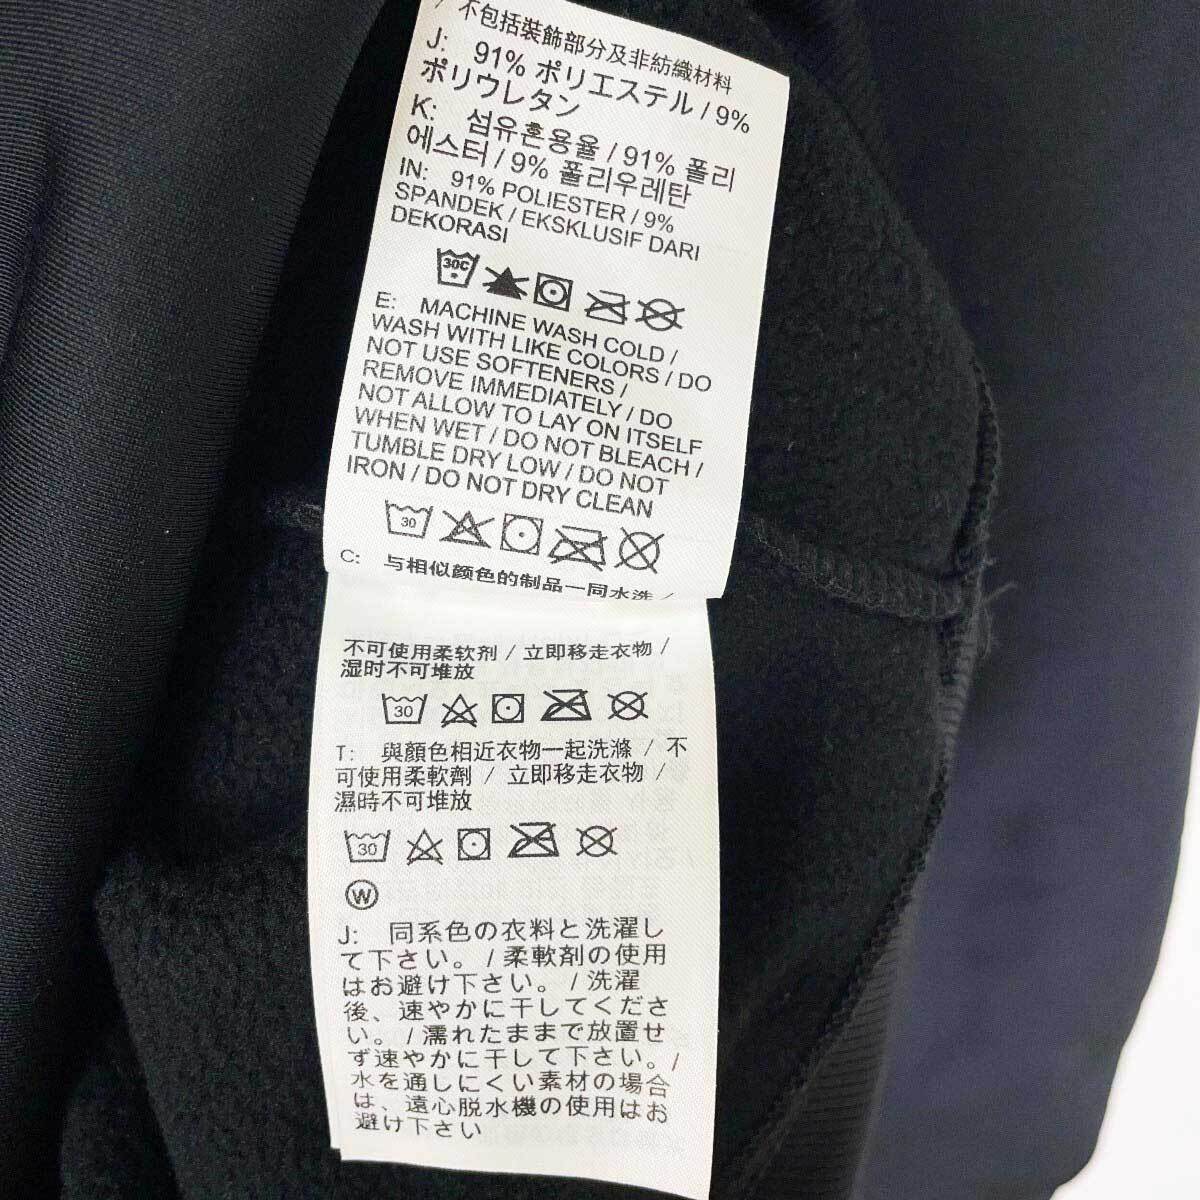 / 不包括裝飾部分及非紡織材料
J: 91% ポリエステル / 9%
ポリウレタン
K: 섬유혼용율 / 91% 폴리
에스터 / 9% 폴리우레탄
IN: 91% POLIESTER / 9%
SPANDEK / EKSKLUSIF DARI
DEKORASI
30C
E: MACHINE WASH COLD /
WASH WITH LIKE COLORS / DO
NOT USE SOFTENERS /
REMOVE IMMEDIATELY / DO
NOT ALLOW TO LAY ON ITSELF
WHEN WET / DO NOT BLEACH /
TUMBLE DRY LOW / DO NOT
IRON / DO NOT DRY CLEAN
30
C: 与相似颜色的制品一同水洗 /
不可使用柔软剂 / 立即移走衣物 /
湿时不可堆放
30
T: 與顏色相近衣物一起洗滌 / 不
可使用柔軟劑 / 立即移走衣物 /
濕時不可堆放
30
W
J: 同系色の衣料と洗濯し
て下さい。/ 柔軟剤の使用
はお避け下さい。/ 洗濯
後、速やかに干してくださ
い。/ 濡れたままで放置せ
ず速やかに干して下さい。/
水を通しにくい素材の場合
は、遠心脱水機の使用はお
避け下さい